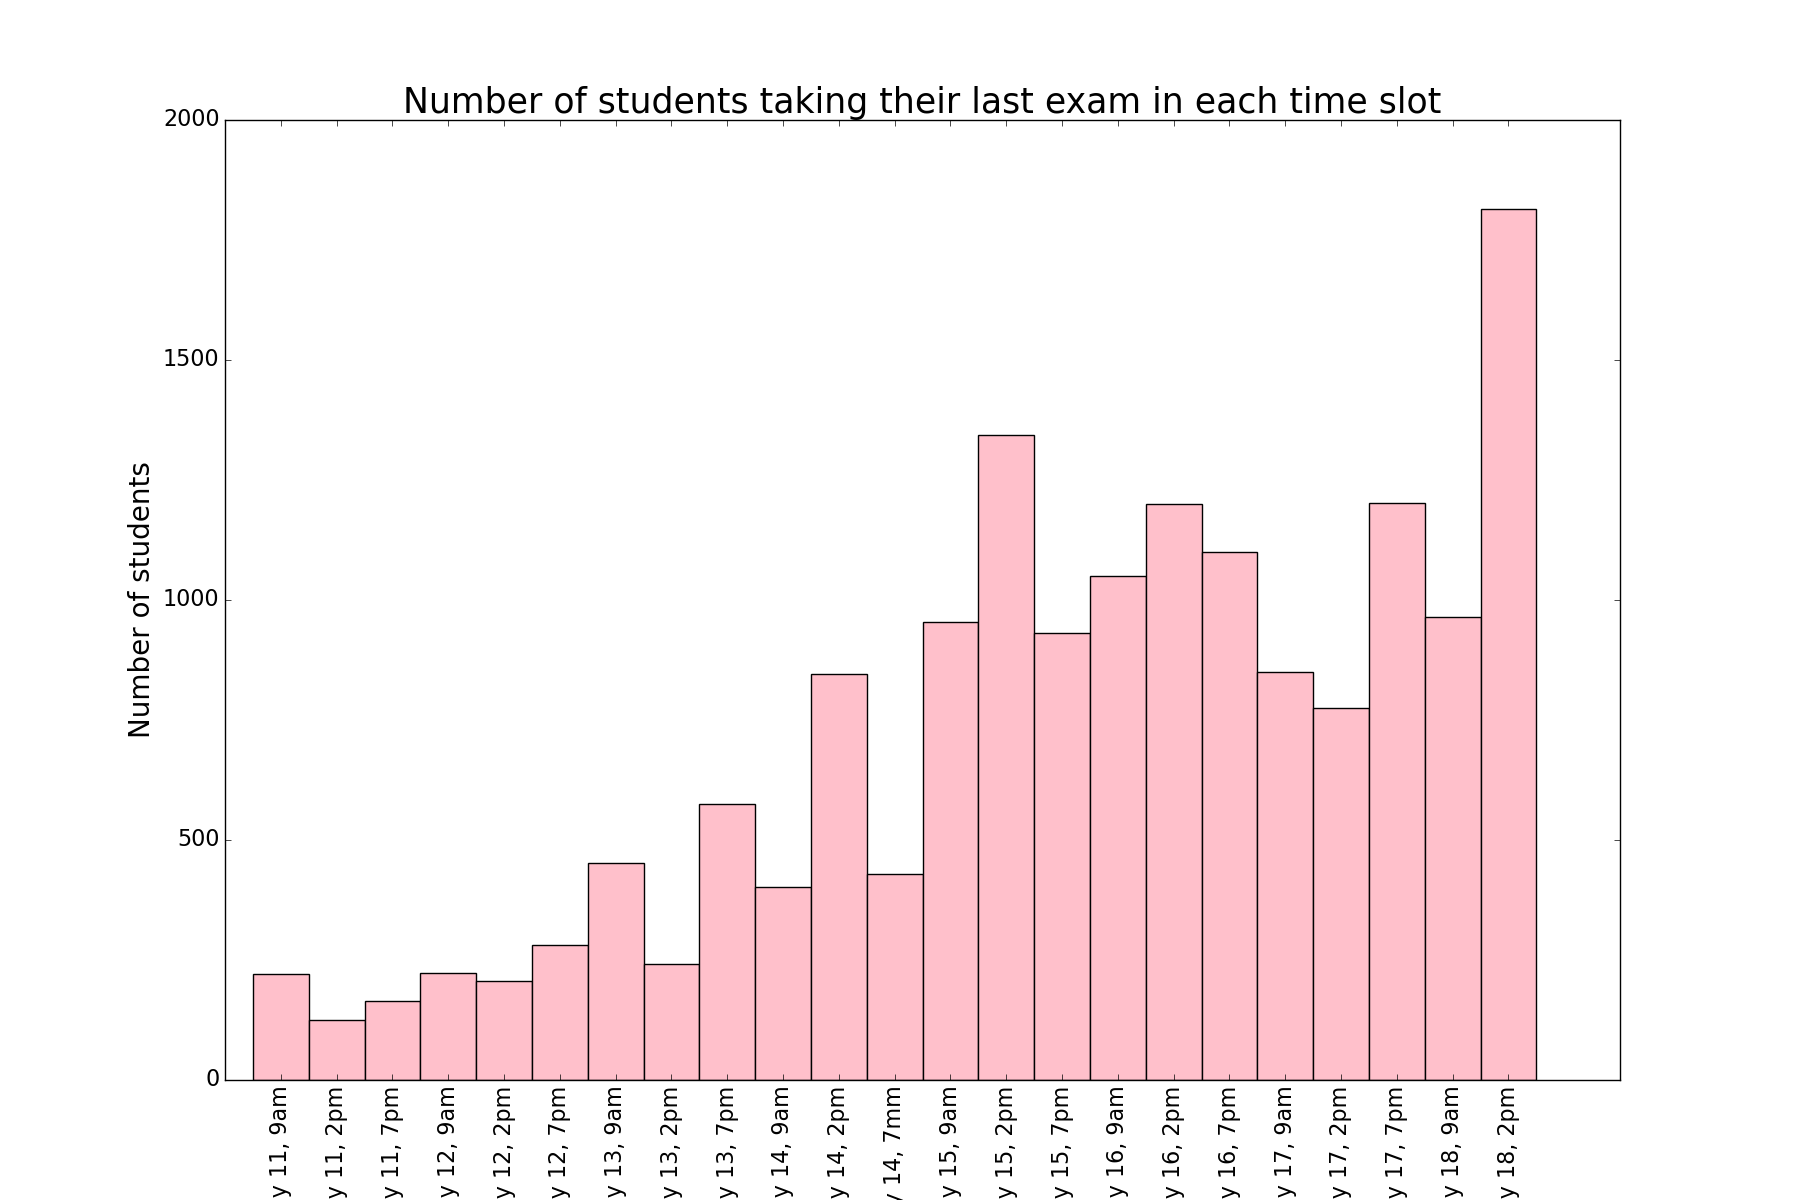 Number of students taking their last exam in each time slot
Number of students
2000
1500
1000
500
0
y 11, 9am
y 11, 2pm
y 11, 7pm
y 12, 9am
y 12, 2pm
y 12, 7pm
y 13, 9am
y 13, 2pm
y 13, 7pm
y 14, 9am
y 14, 2pm
y 14, 7mm
y 15, 9am
y 15, 2pm
y 15, 7pm
y 16, 9am
y 16, 2pm
y 16, 7pm
y 17, 9am
y 17, 2pm
y 17, 7pm
y 18, 9am
y 18, 2pm